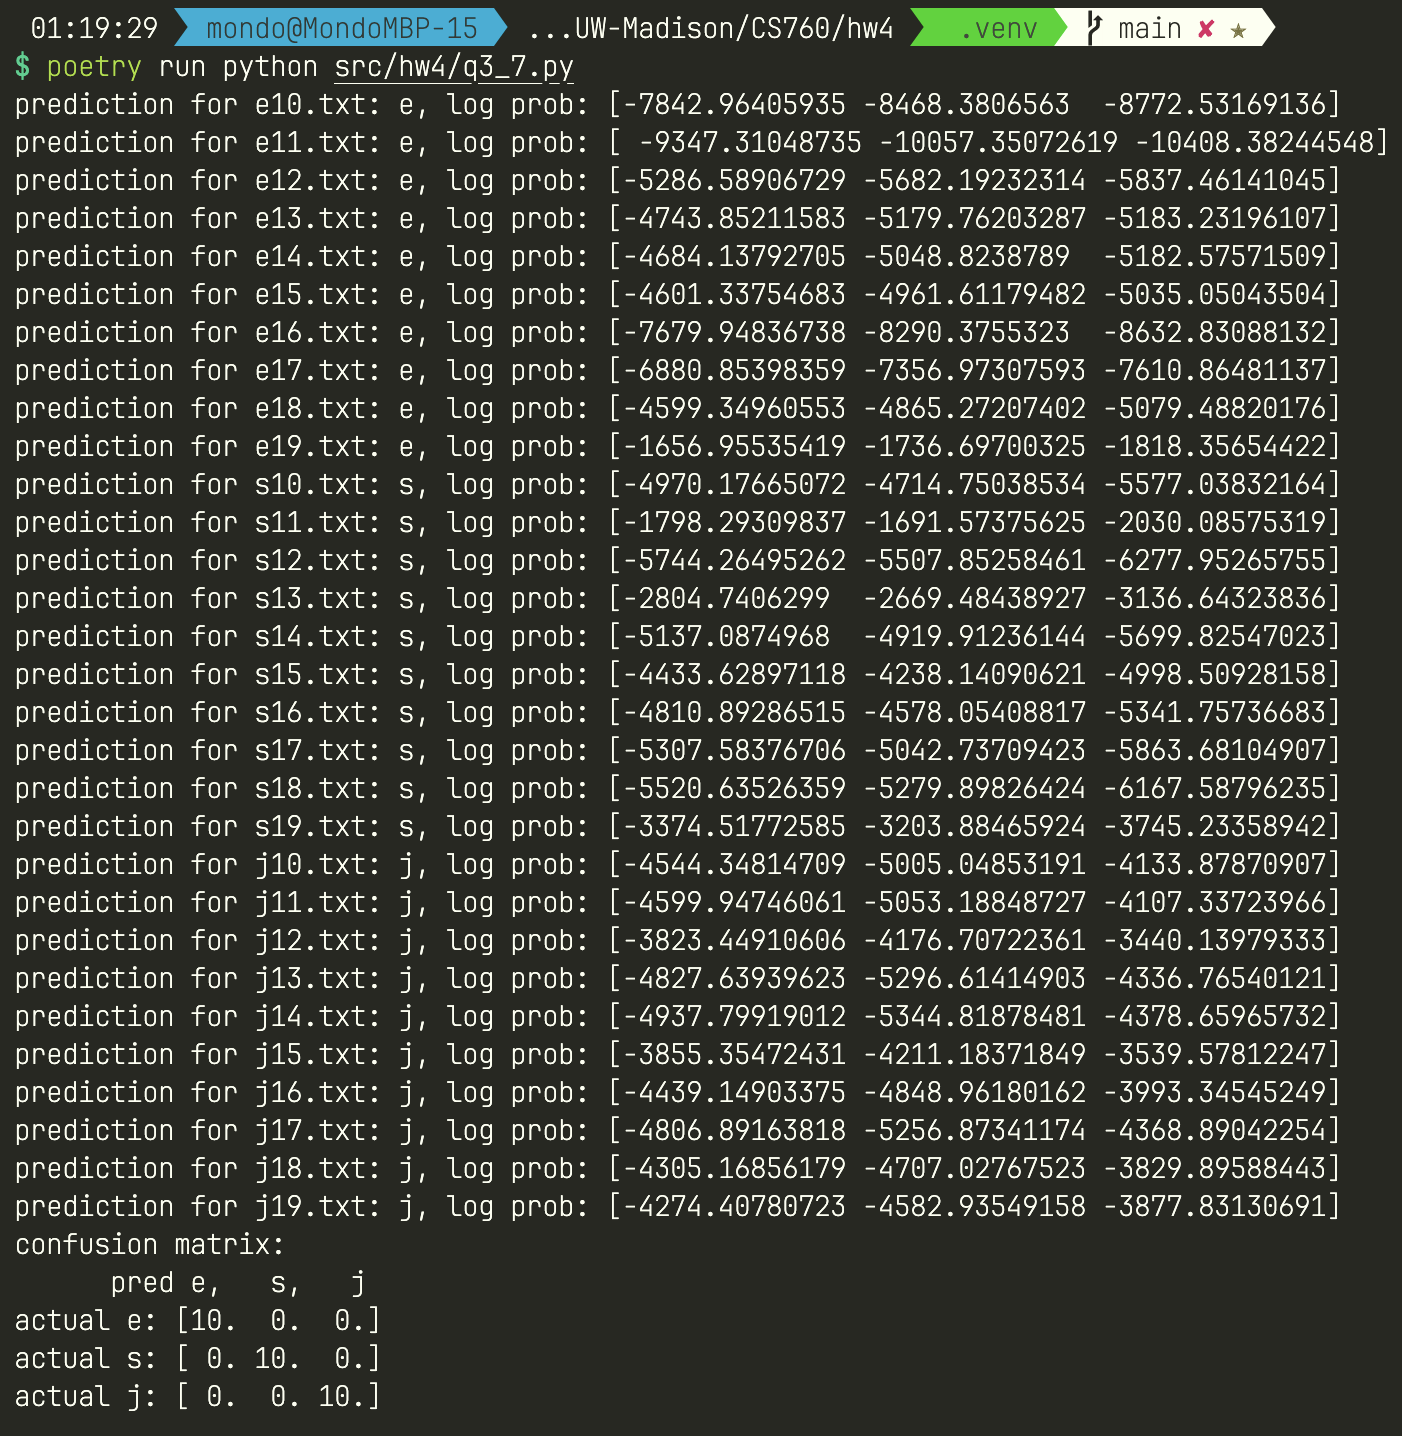 01:19:29 mondo@MondoMBP-15 ...UW-Madison/CS760/hw4 .venv main ✘ ★
$ poetry run python src/hw4/q3_7.py
prediction for e10.txt: e, log prob: [-7842.96405935 -8468.3806563  -8772.53169136]
prediction for e11.txt: e, log prob: [ -9347.31048735 -10057.35072619 -10408.38244548]
prediction for e12.txt: e, log prob: [-5286.58906729 -5682.19232314 -5837.46141045]
prediction for e13.txt: e, log prob: [-4743.85211583 -5179.76203287 -5183.23196107]
prediction for e14.txt: e, log prob: [-4684.13792705 -5048.8238789  -5182.57571509]
prediction for e15.txt: e, log prob: [-4601.33754683 -4961.61179482 -5035.05043504]
prediction for e16.txt: e, log prob: [-7679.94836738 -8290.3755323  -8632.83088132]
prediction for e17.txt: e, log prob: [-6880.85398359 -7356.97307593 -7610.86481137]
prediction for e18.txt: e, log prob: [-4599.34960553 -4865.27207402 -5079.48820176]
prediction for e19.txt: e, log prob: [-1656.95535419 -1736.69700325 -1818.35654422]
prediction for s10.txt: s, log prob: [-4970.17665072 -4714.75038534 -5577.03832164]
prediction for s11.txt: s, log prob: [-1798.29309837 -1691.57375625 -2030.08575319]
prediction for s12.txt: s, log prob: [-5744.26495262 -5507.85258461 -6277.95265755]
prediction for s13.txt: s, log prob: [-2804.7406299  -2669.48438927 -3136.64323836]
prediction for s14.txt: s, log prob: [-5137.0874968  -4919.91236144 -5699.82547023]
prediction for s15.txt: s, log prob: [-4433.62897118 -4238.14090621 -4998.50928158]
prediction for s16.txt: s, log prob: [-4810.89286515 -4578.05408817 -5341.75736683]
prediction for s17.txt: s, log prob: [-5307.58376706 -5042.73709423 -5863.68104907]
prediction for s18.txt: s, log prob: [-5520.63526359 -5279.89826424 -6167.58796235]
prediction for s19.txt: s, log prob: [-3374.51772585 -3203.88465924 -3745.23358942]
prediction for j10.txt: j, log prob: [-4544.34814709 -5005.04853191 -4133.87870907]
prediction for j11.txt: j, log prob: [-4599.94746061 -5053.18848727 -4107.33723966]
prediction for j12.txt: j, log prob: [-3823.44910606 -4176.70722361 -3440.13979333]
prediction for j13.txt: j, log prob: [-4827.63939623 -5296.61414903 -4336.76540121]
prediction for j14.txt: j, log prob: [-4937.79919012 -5344.81878481 -4378.65965732]
prediction for j15.txt: j, log prob: [-3855.35472431 -4211.18371849 -3539.57812247]
prediction for j16.txt: j, log prob: [-4439.14903375 -4848.96180162 -3993.34545249]
prediction for j17.txt: j, log prob: [-4806.89163818 -5256.87341174 -4368.89042254]
prediction for j18.txt: j, log prob: [-4305.16856179 -4707.02767523 -3829.89588443]
prediction for j19.txt: j, log prob: [-4274.40780723 -4582.93549158 -3877.83130691]
confusion matrix:
      pred e,   s,   j
actual e: [10.  0.  0.]
actual s: [ 0. 10.  0.]
actual j: [ 0.  0. 10.]